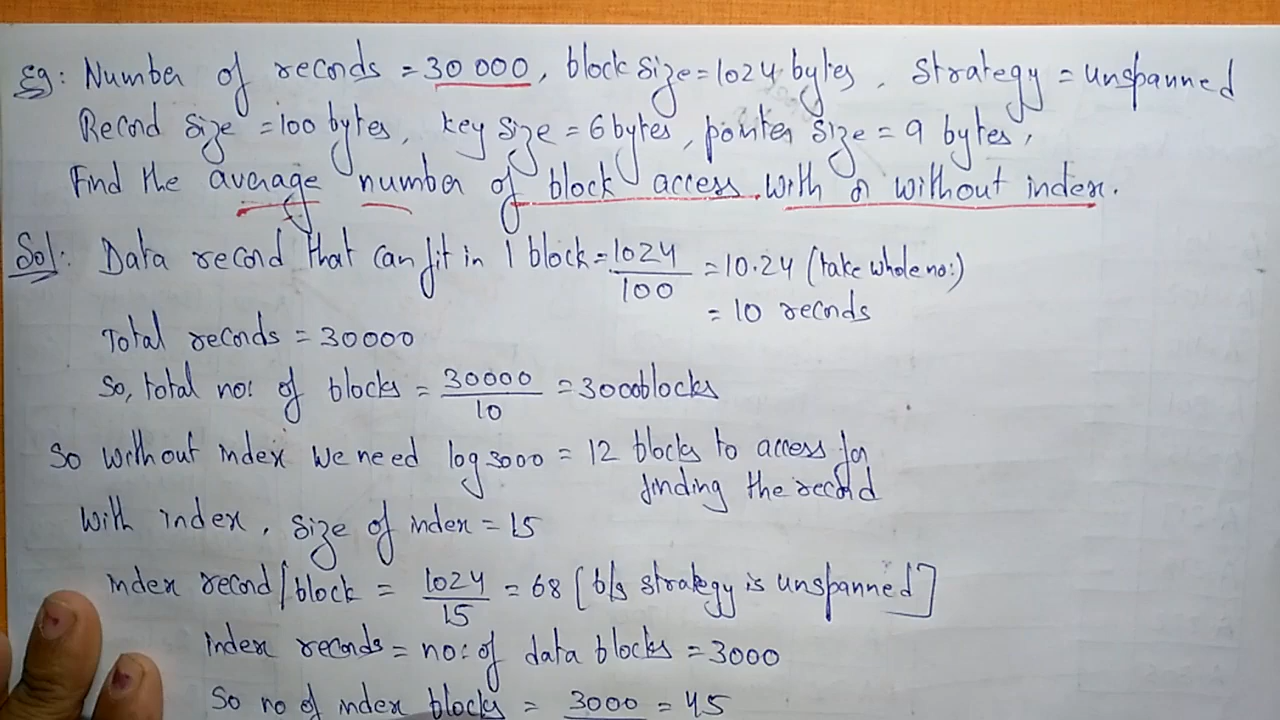 Eg: Number of records = 30 000, block size = 1024 bytes, Strategy = unspanned
Record size = 100 bytes, key size = 6 bytes, pointer size = 9 bytes,
Find the average number of block access with & without index.
Sol: Data record that can fit in 1 block = 1024/100 = 10.24 (take whole no:)
= 10 records
Total records = 30000
So, total no: of blocks = 30000/10 = 3000 blocks
So without index we need log 3000 = 12 blocks to access for
finding the record
With index, size of index = 15
Index record/block = 1024/15 = 68 [b/s strategy is unspanned]
Index records = no: of data blocks = 3000
So no of index blocks = 3000 = 45